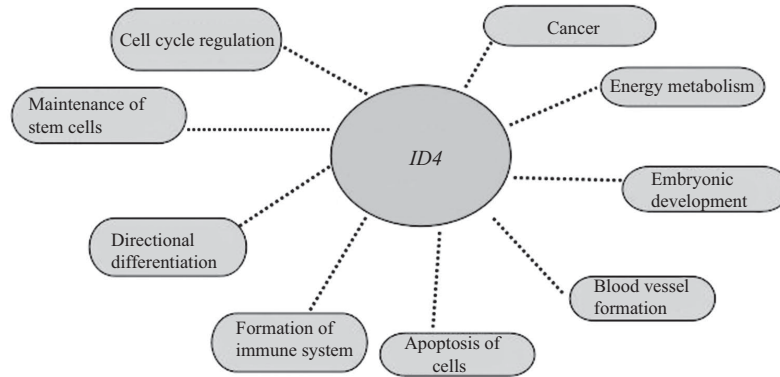 Cell cycle regulation
Cancer
Energy metabolism
Maintenance of
stem cells
ID4
Embryonic
development
Directional
differentiation
Blood vessel
formation
Formation of
immune system
Apoptosis of
cells